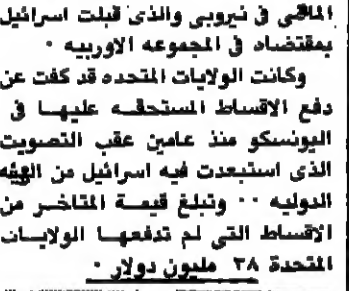 الماضى فى نيروبى والذى قبلت اسرائيل
بمقتضاه فى المجموعه الاوربيه ٠
وكانت الولايات المتحده قد كفت عن
دفع الاقساط المستحقه عليها فى
اليونسكو منذ عامين عقب التصويت
الذى استبعدت فيه اسرائيل من الهيئه
الدوليه ٠٠ وتبلغ قيمة المتاخر من
الاقساط التى لم تدفعها الولايات
المتحدة ٣٨ مليون دولار ٠